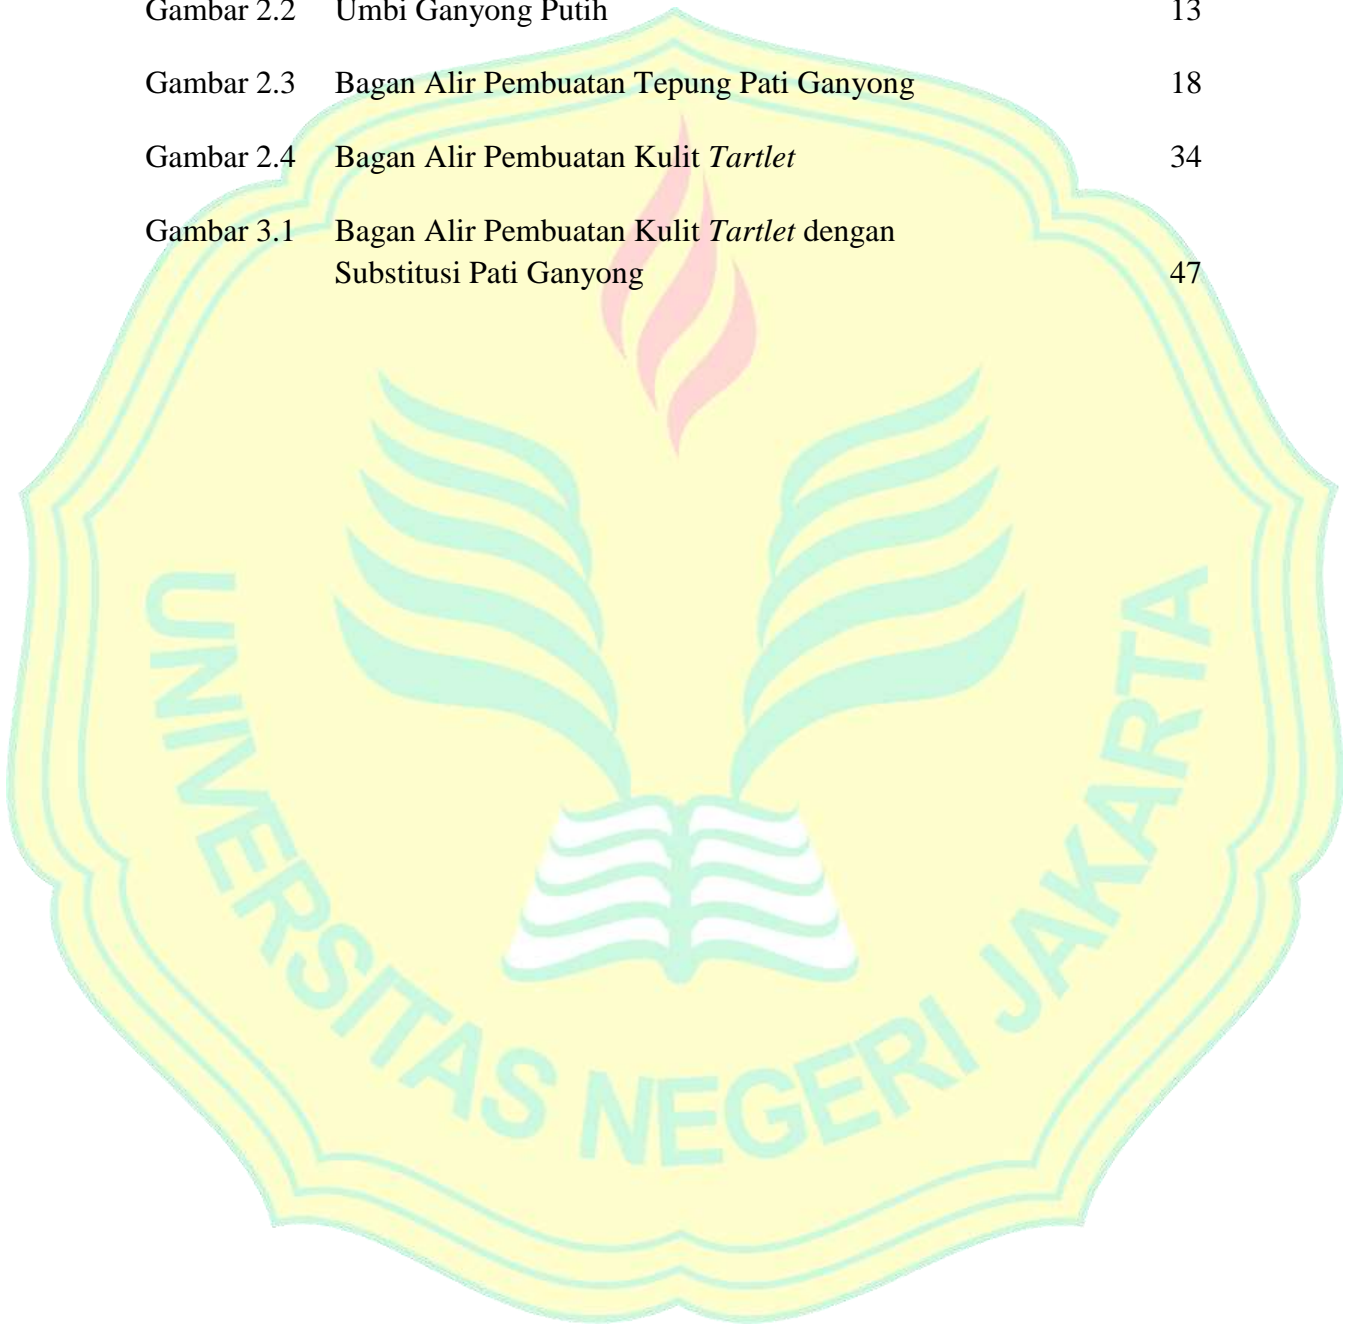 Gambar 2.2 Umbi Ganyong Putih 13
Gambar 2.3 Bagan Alir Pembuatan Tepung Pati Ganyong 18
Gambar 2.4 Bagan Alir Pembuatan Kulit Tartlet 34
Gambar 3.1 Bagan Alir Pembuatan Kulit Tartlet dengan
Substitusi Pati Ganyong 47
UNIVERSITAS NEGERI JAKARTA